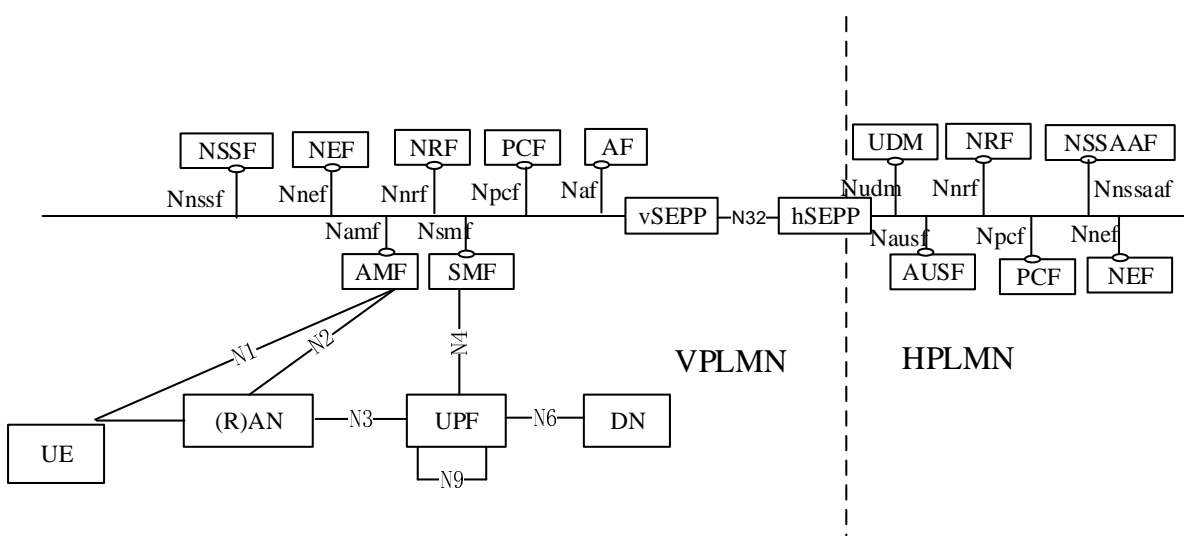 NSSF NEF NRF PCF AF UDM NRF NSSAAF
Nnssf Nnef Nnrf Npcf Naf Nudm Nnrf Nnssaaf
vSEPP N32 hSEPP
Namf Nsmf Nausf Npcf Nnef
AMF SMF AUSF PCF NEF
N1 N2 N4
VPLMN HPLMN
(R)AN N3 UPF N6 DN
UE
N9